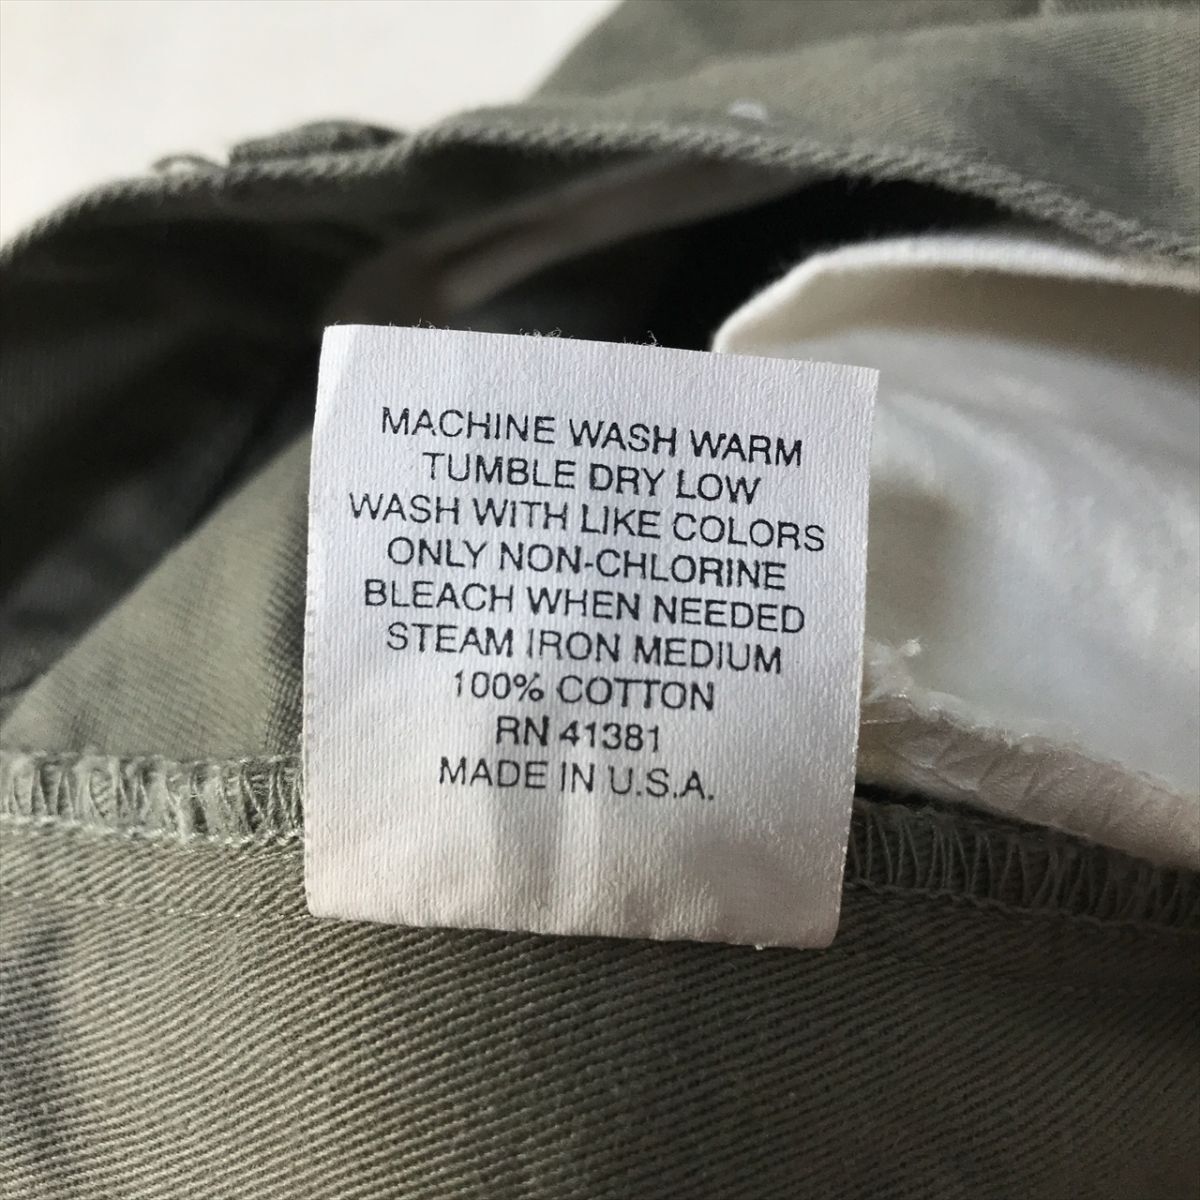 MACHINE WASH WARM
TUMBLE DRY LOW
WASH WITH LIKE COLORS
ONLY NON-CHLORINE
BLEACH WHEN NEEDED
STEAM IRON MEDIUM
100% COTTON
RN 41381
MADE IN U.S.A.